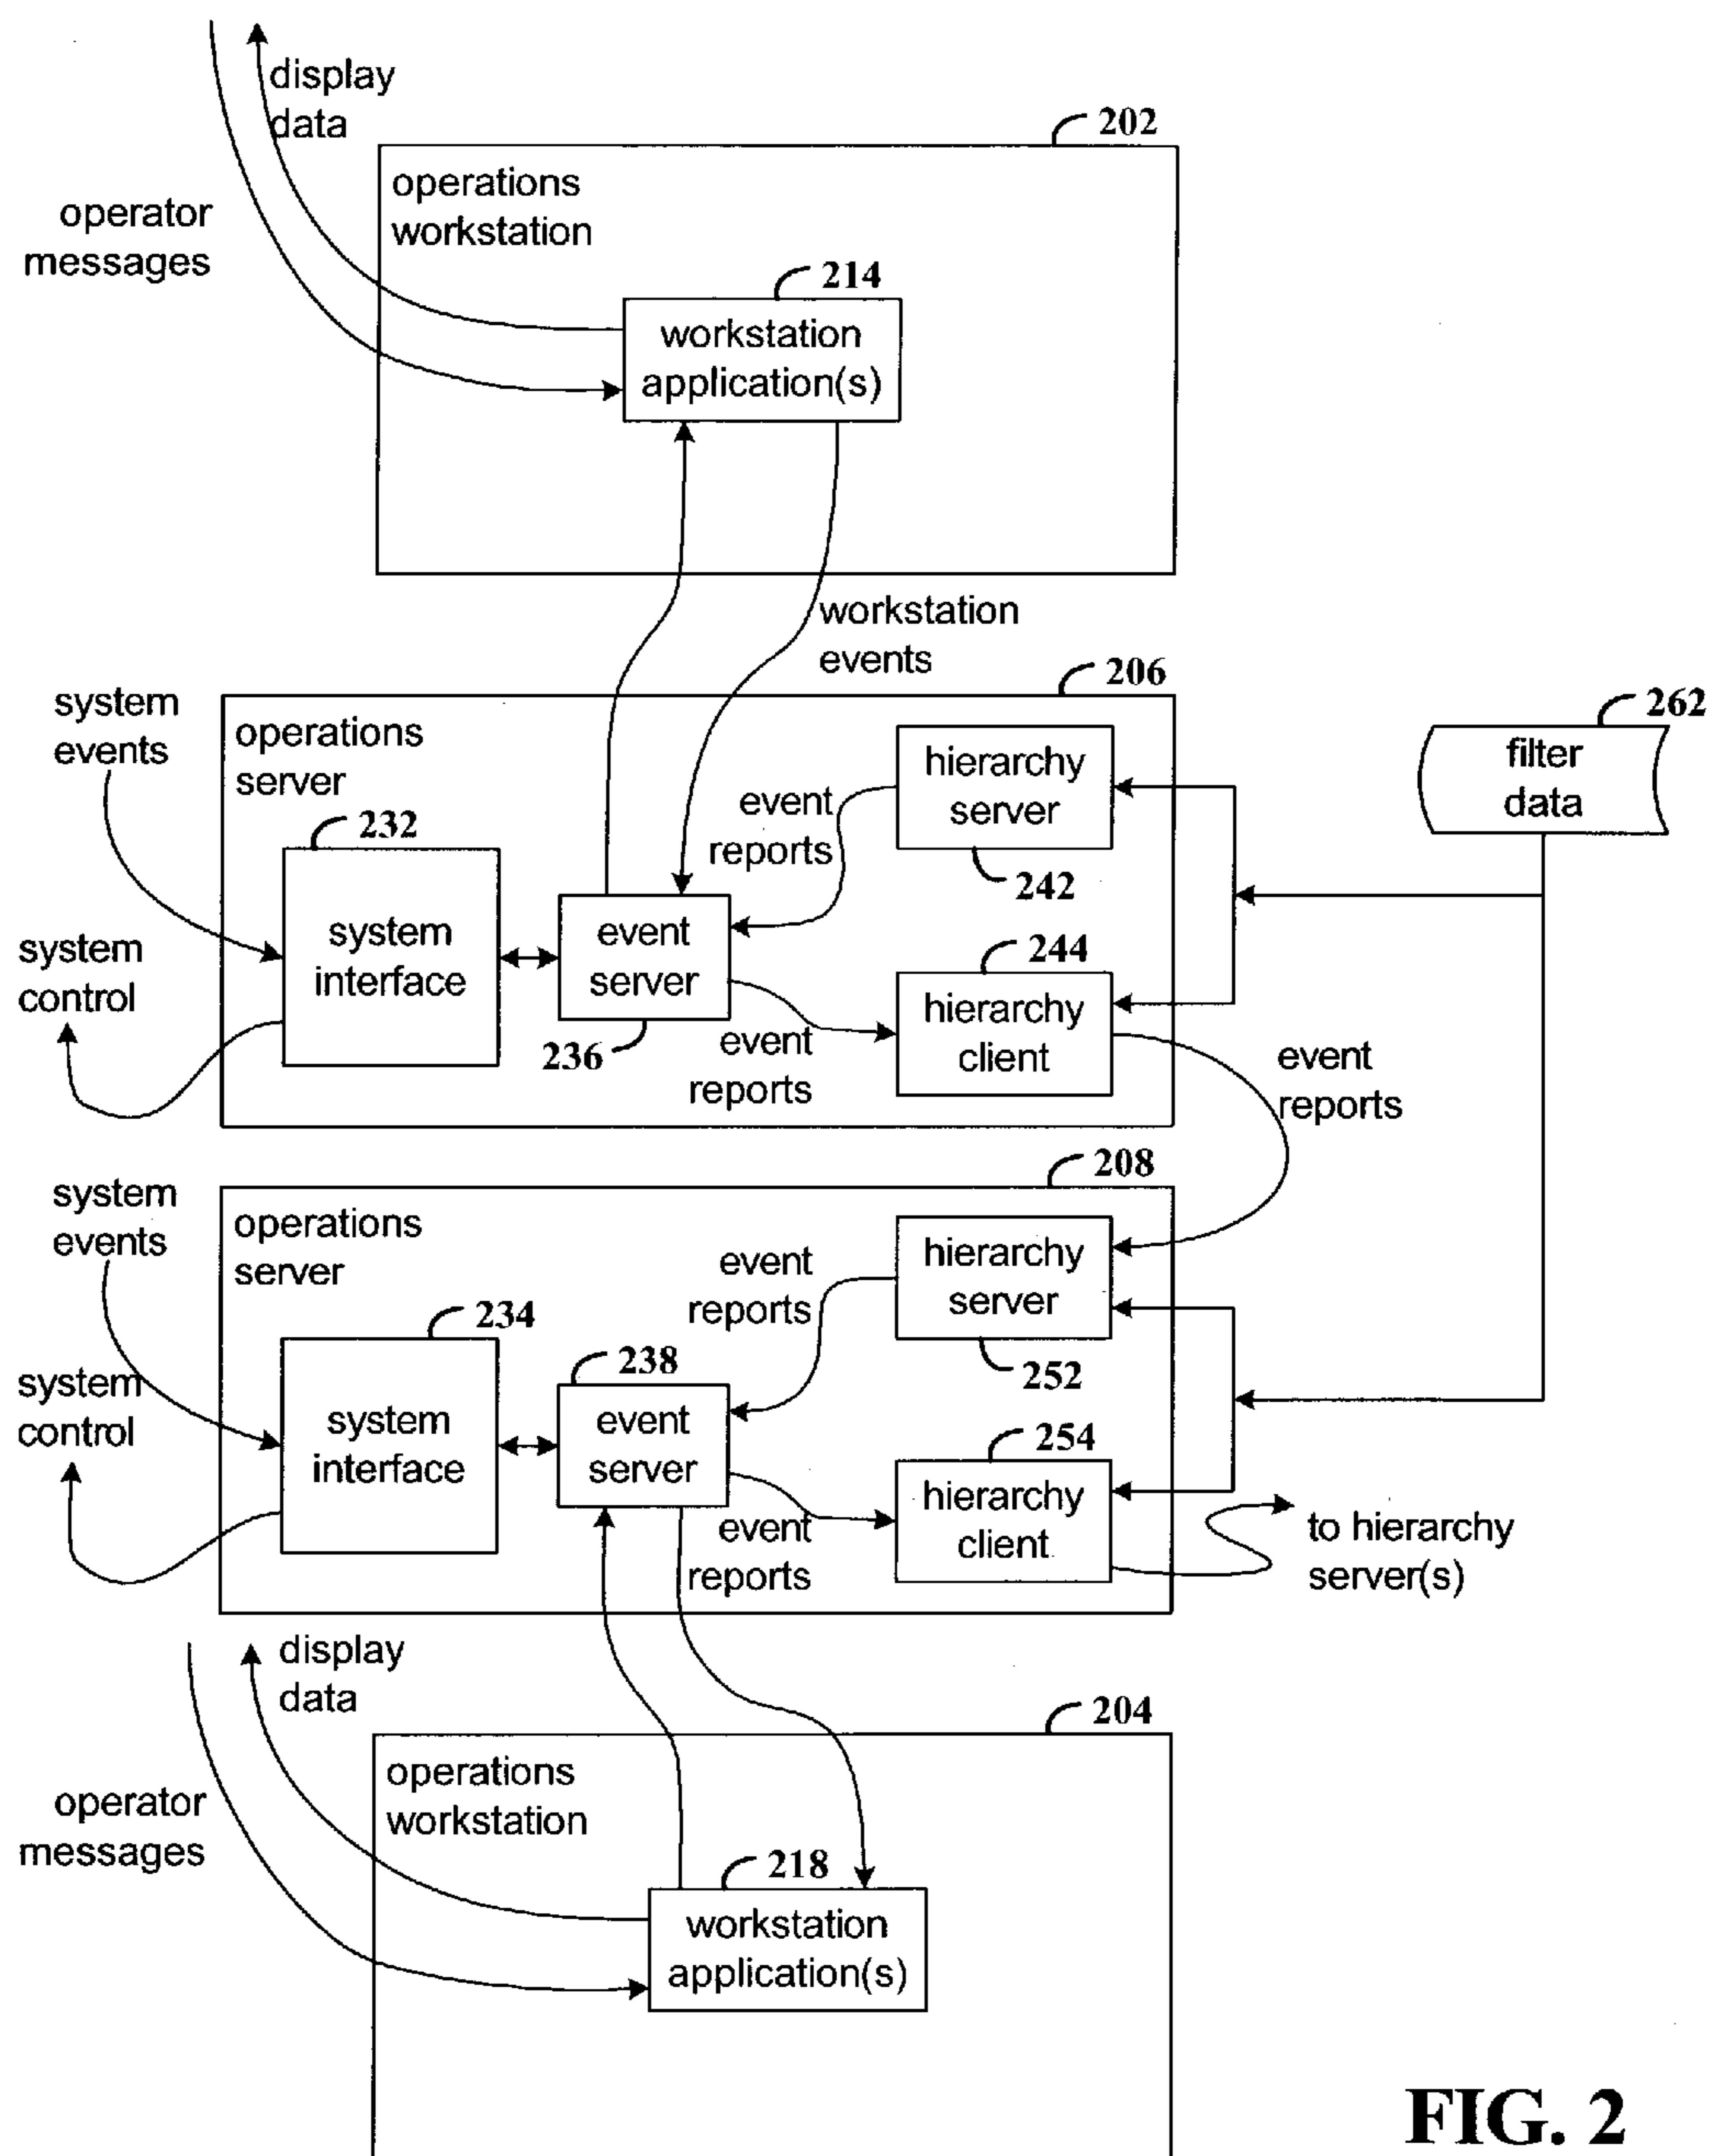 display
data
202
operations
workstation
operator
messages
214
workstation
application(s)
workstation
events
206
262
system
events
operations
server
hierarchy
server
filter
data
event
reports
232
242
system
interface
event
server
system
control
244
hierarchy
client
236
event
reports
event
reports
208
system
events
operations
server
hierarchy
server
event
reports
234
238
252
system
control
system
interface
event
server
254
hierarchy
client
event
reports
to hierarchy
server(s)
display
data
204
operations
workstation
operator
messages
218
workstation
application(s)
FIG. 2